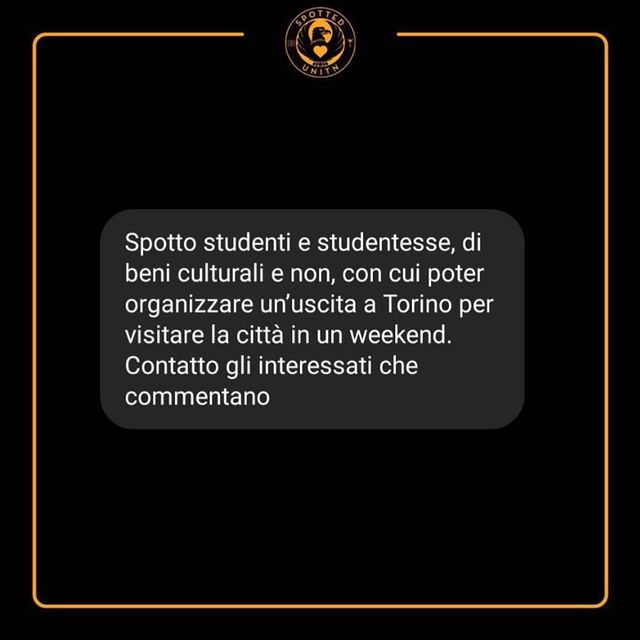 SPOTTED
UNITN
Spotto studenti e studentesse, di
beni culturali e non, con cui poter
organizzare un’uscita a Torino per
visitare la città in un weekend.
Contatto gli interessati che
commentano